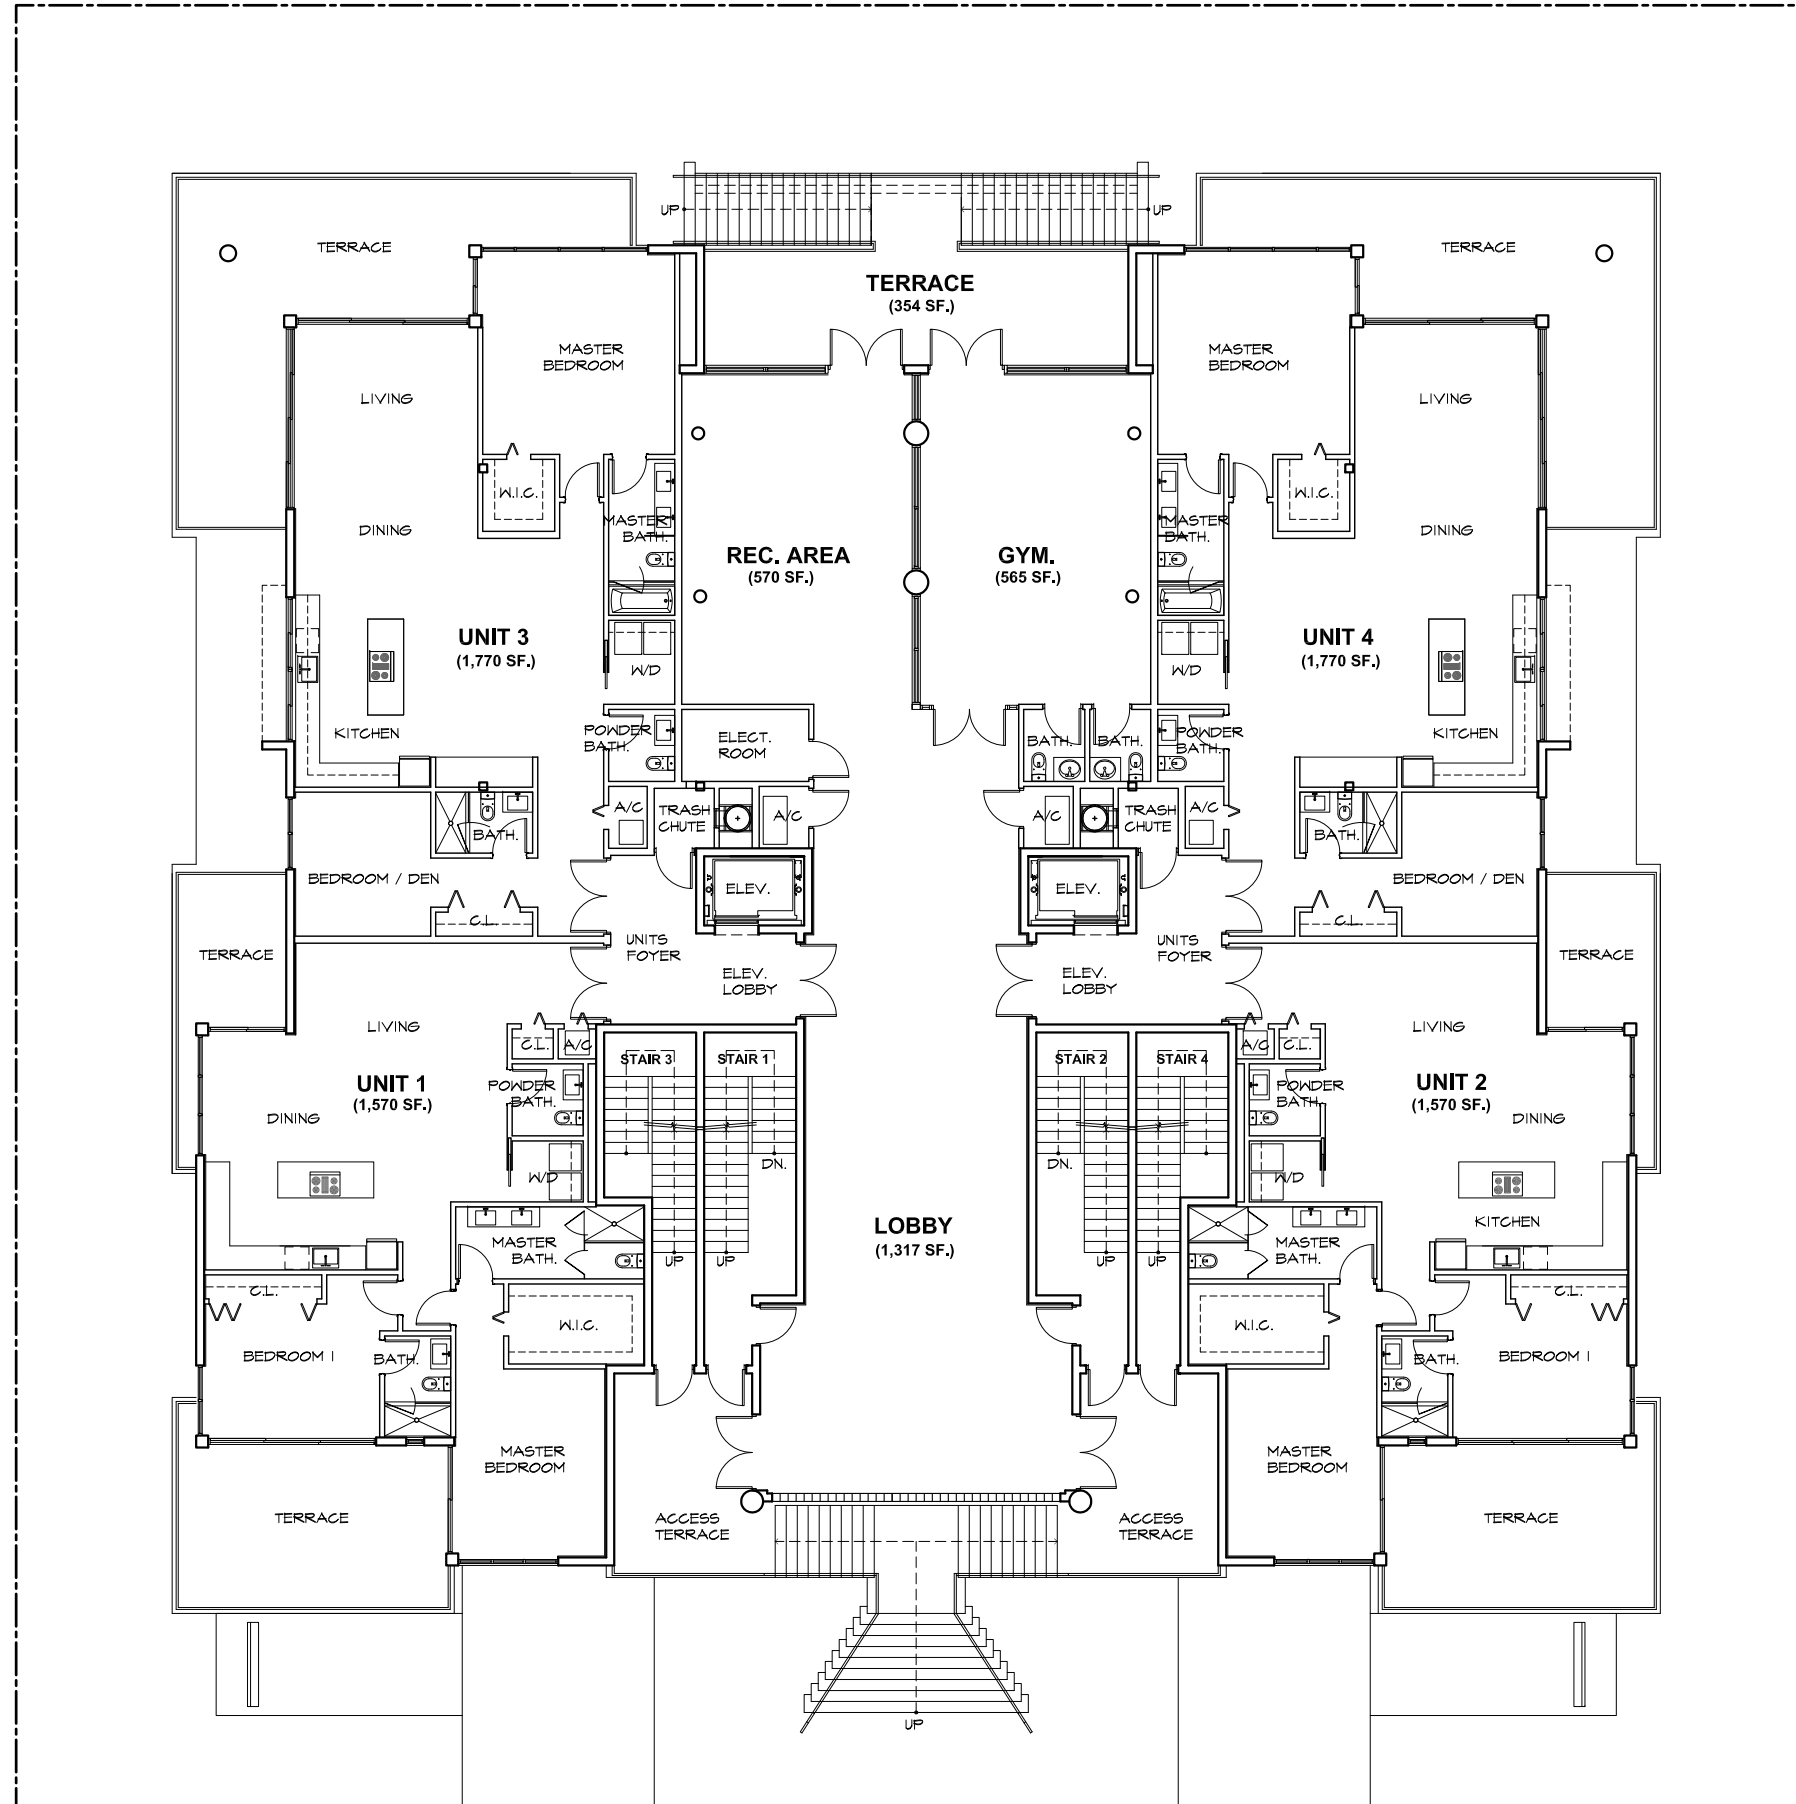 UP
UP
TERRACE
TERRACE
TERRACE
(354 SF.)
MASTER
BEDROOM
MASTER
BEDROOM
LIVING
LIVING
W.I.C.
W.I.C.
DINING
MASTER
BATH.
MASTER
BATH.
DINING
REC. AREA
(570 SF.)
GYM.
(565 SF.)
UNIT 3
(1,770 SF.)
UNIT 4
(1,770 SF.)
W/D
W/D
KITCHEN
POWDER
BATH.
ELECT.
ROOM
BATH.
BATH.
POWDER
BATH.
KITCHEN
A/C
TRASH
CHUTE
A/C
A/C
TRASH
CHUTE
A/C
BATH.
BATH.
BEDROOM / DEN
ELEV.
ELEV.
BEDROOM / DEN
C.L.
C.L.
TERRACE
UNITS
FOYER
UNITS
FOYER
TERRACE
ELEV.
LOBBY
ELEV.
LOBBY
LIVING
LIVING
C.L.
A/C
STAIR 3
STAIR 1
STAIR 2
STAIR 4
A/C
C.L.
UNIT 1
(1,570 SF.)
POWDER
BATH.
POWDER
BATH.
UNIT 2
(1,570 SF.)
DINING
DINING
W/D
DN.
DN.
W/D
LOBBY
(1,317 SF.)
KITCHEN
MASTER
BATH.
UP
UP
UP
UP
MASTER
BATH.
C.L.
C.L.
W.I.C.
W.I.C.
BEDROOM 1
BATH.
BATH.
BEDROOM 1
MASTER
BEDROOM
MASTER
BEDROOM
TERRACE
ACCESS
TERRACE
ACCESS
TERRACE
TERRACE
UP